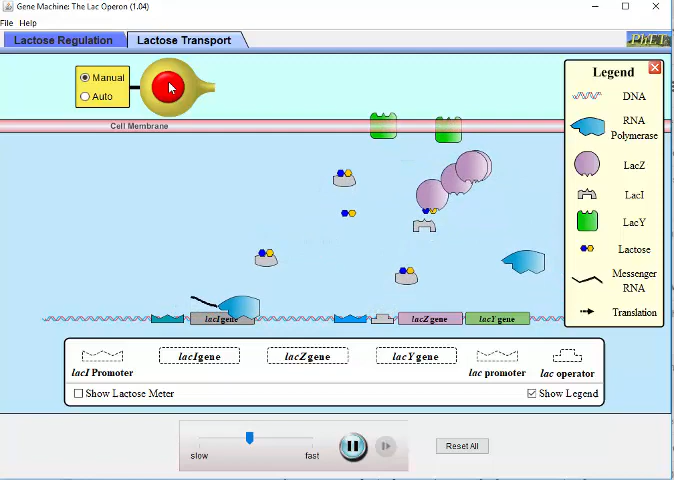 Gene Machine: The Lac Operon (1.04)
File Help
Lactose Regulation Lactose Transport
PhET
Manual
Auto
Cell Membrane
Legend
DNA
RNA
Polymerase
LacZ
LacI
LacY
Lactose
Messenger
RNA
Translation
lacI gene lacZ gene lacY gene
lacI gene lacZ gene lacY gene
lacI Promoter lac promoter lac operator
Show Lactose Meter Show Legend
slow fast Reset All